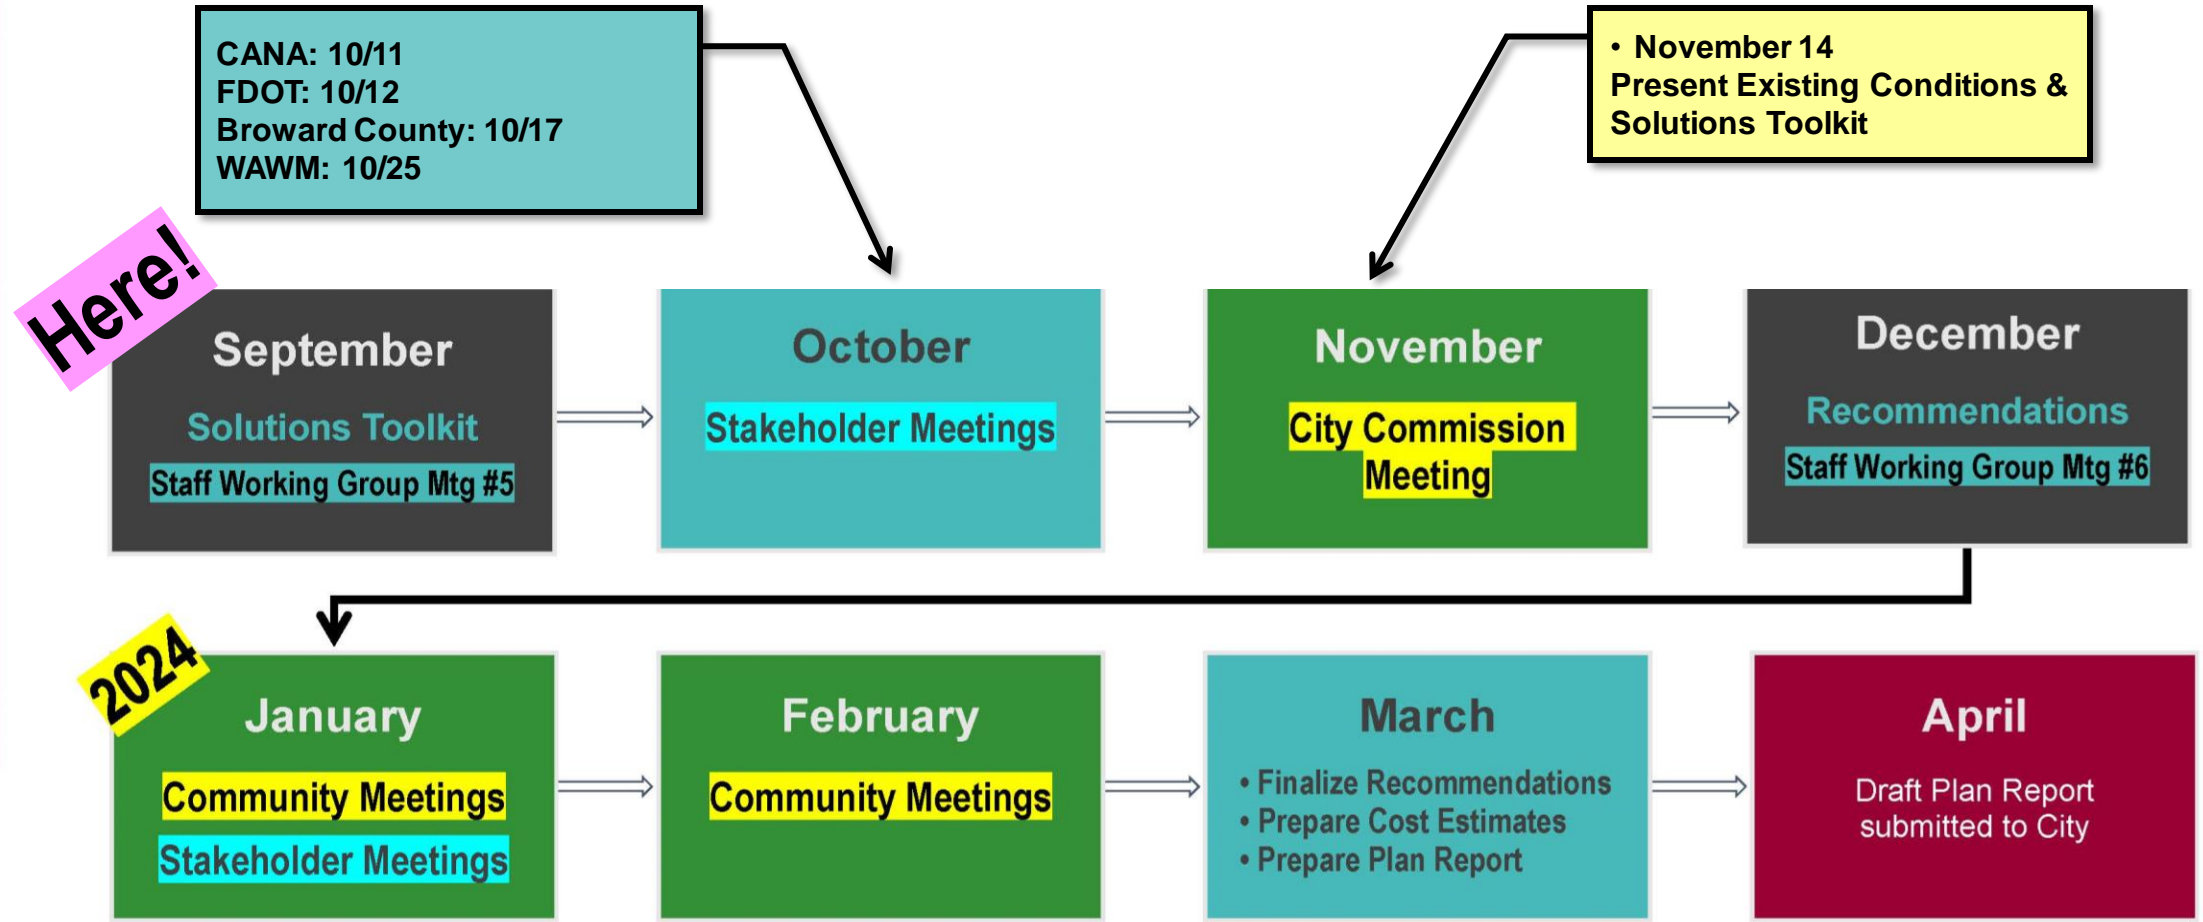 CANA: 10/11
FDOT: 10/12
Broward County: 10/17
WAWM: 10/25
• November 14
Present Existing Conditions &
Solutions Toolkit
Here!
September
Solutions Toolkit
Staff Working Group Mtg #5
October
Stakeholder Meetings
November
City Commission
Meeting
December
Recommendations
Staff Working Group Mtg #6
2024
January
Community Meetings
Stakeholder Meetings
February
Community Meetings
March
• Finalize Recommendations
• Prepare Cost Estimates
• Prepare Plan Report
April
Draft Plan Report
submitted to City